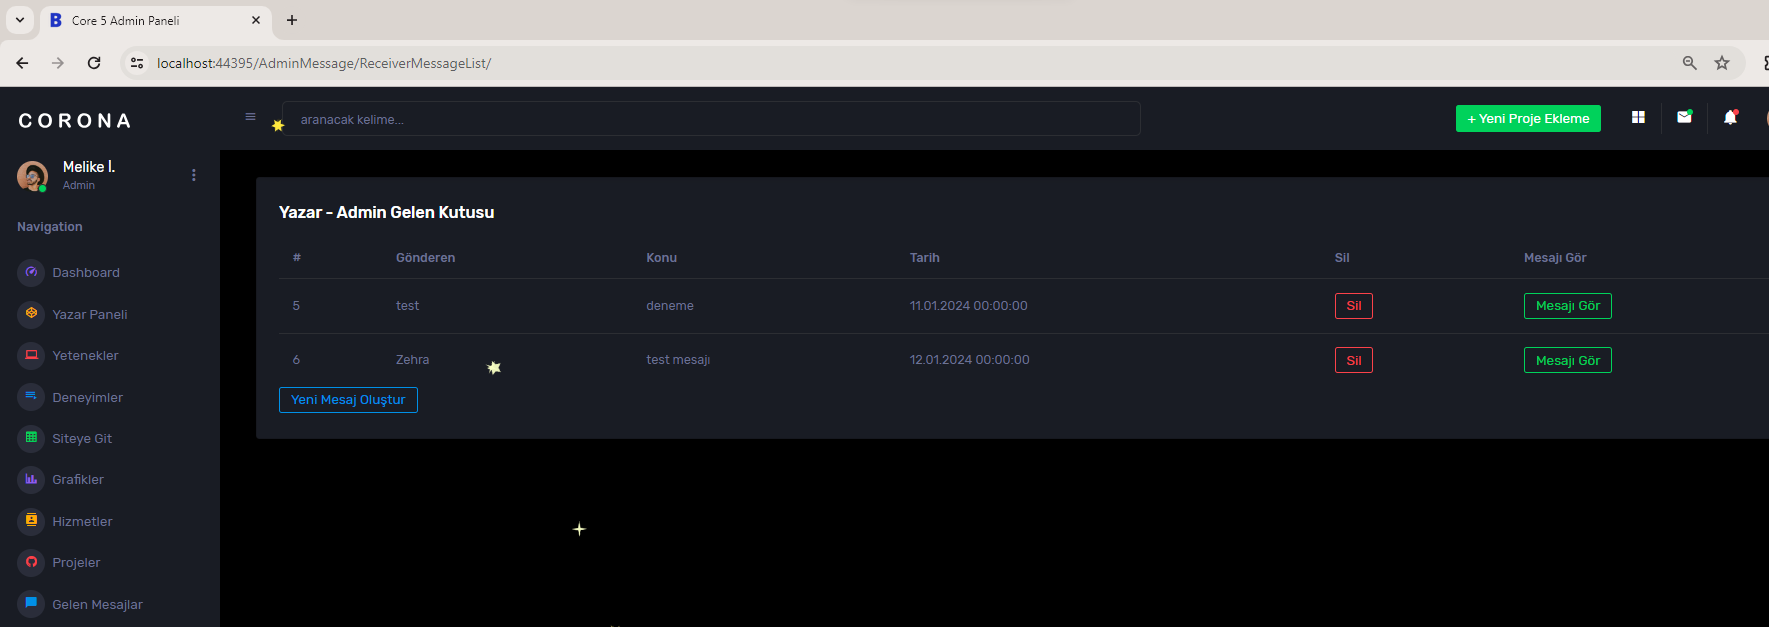 Core 5 Admin Paneli
localhost:44395/AdminMessage/ReceiverMessageList/
CORONA
aranacak kelime...
+ Yeni Proje Ekleme
Melike İ.
Admin
Navigation
Dashboard
Yazar Paneli
Yetenekler
Deneyimler
Siteye Git
Grafikler
Hizmetler
Projeler
Gelen Mesajlar
Yazar - Admin Gelen Kutusu
# Gönderen Konu Tarih Sil Mesajı Gör
5 test deneme 11.01.2024 00:00:00 Sil Mesajı Gör
6 Zehra test mesajı 12.01.2024 00:00:00 Sil Mesajı Gör
Yeni Mesaj Oluştur